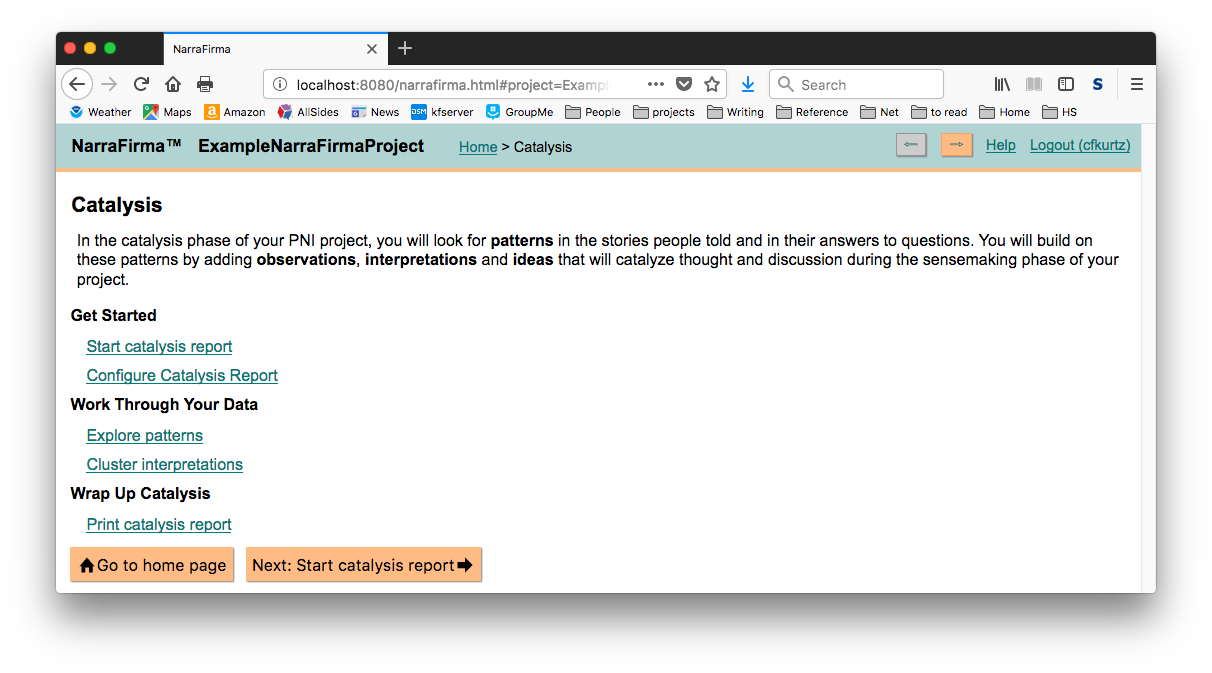 NarraFirma
localhost:8080/narrafirma.html#project=Exampl
Search
Weather Maps Amazon AllSides News kfserver GroupMe People projects Writing Reference Net to read Home HS
NarraFirma™ ExampleNarraFirmaProject Home > Catalysis Help Logout (cfkurtz)
Catalysis
In the catalysis phase of your PNI project, you will look for patterns in the stories people told and in their answers to questions. You will build on
these patterns by adding observations, interpretations and ideas that will catalyze thought and discussion during the sensemaking phase of your
project.
Get Started
Start catalysis report
Configure Catalysis Report
Work Through Your Data
Explore patterns
Cluster interpretations
Wrap Up Catalysis
Print catalysis report
Go to home page Next: Start catalysis report